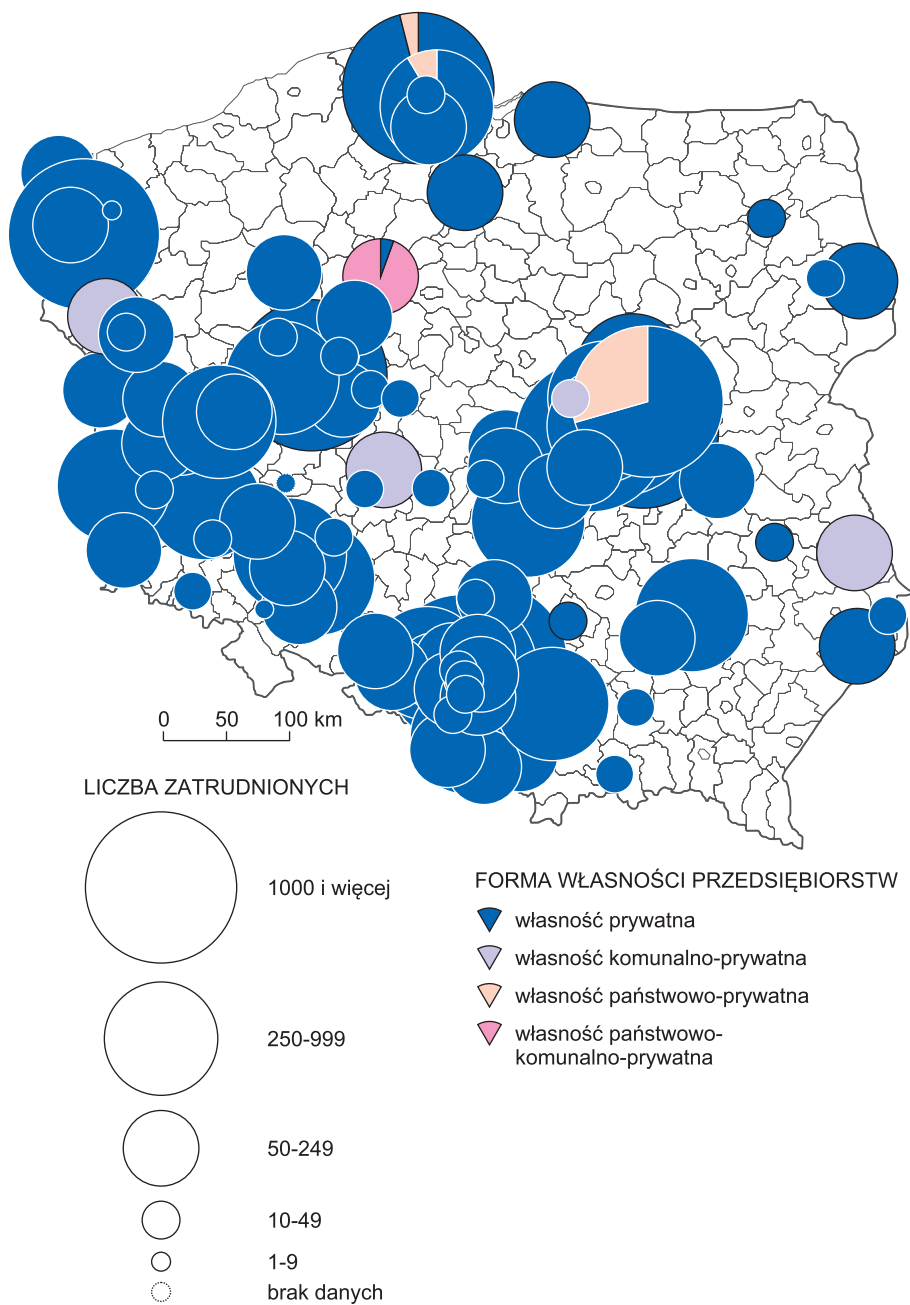 0 50 100 km
LICZBA ZATRUDNIONYCH
1000 i więcej
250-999
50-249
10-49
1-9
brak danych
FORMA WŁASNOŚCI PRZEDSIĘBIORSTW
własność prywatna
własność komunalno-prywatna
własność państwowo-prywatna
własność państwowo-
komunalno-prywatna